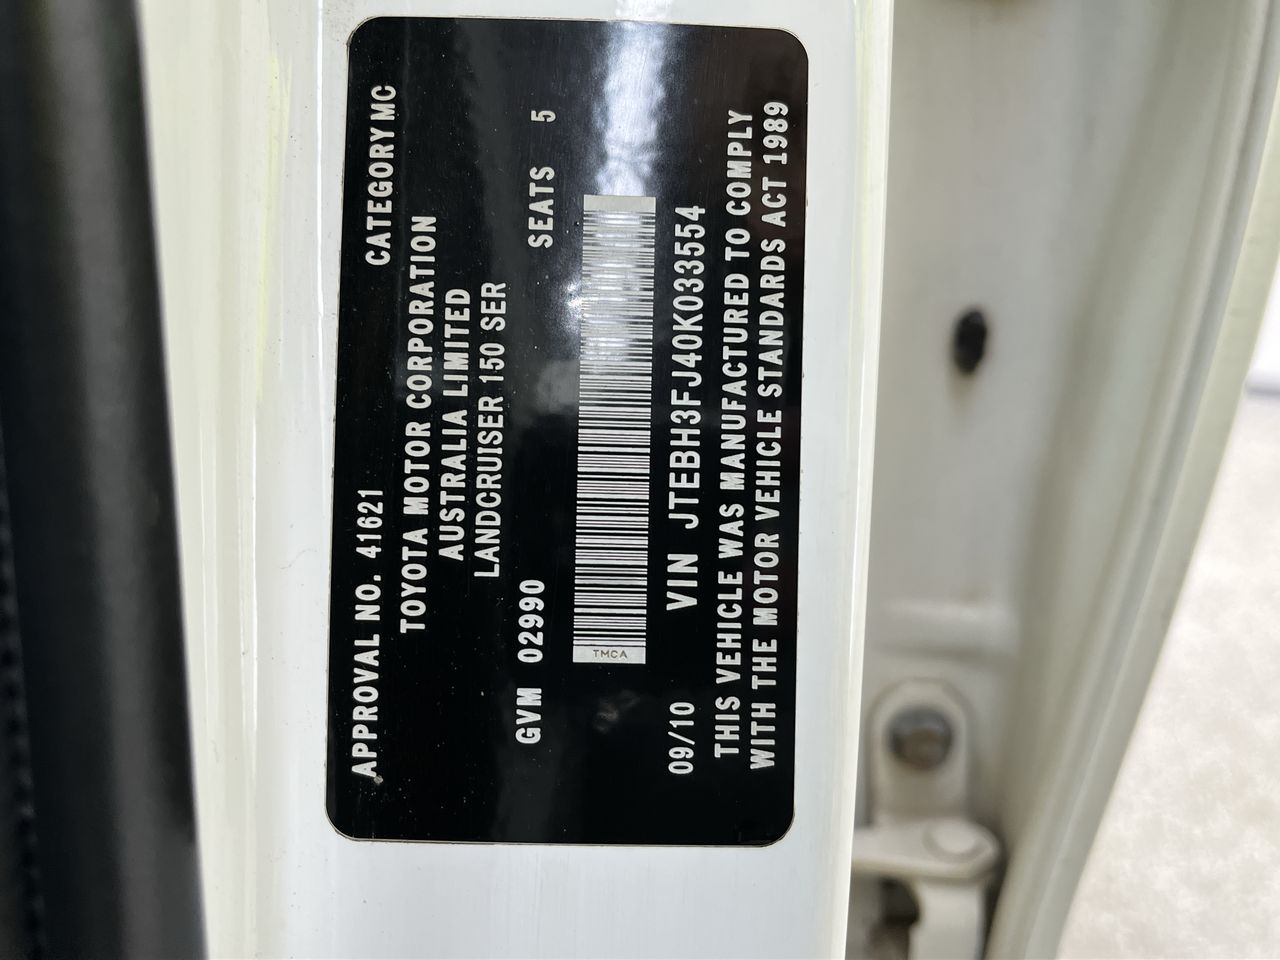 APPROVAL NO. 41621 CATEGORY MC
TOYOTA MOTOR CORPORATION
AUSTRALIA LIMITED
LANDCRUISER 150 SER
GVM 02990 SEATS 5
TMCA
09/10 VIN JTEBH3FJ40K033554
THIS VEHICLE WAS MANUFACTURED TO COMPLY
WITH THE MOTOR VEHICLE STANDARDS ACT 1989